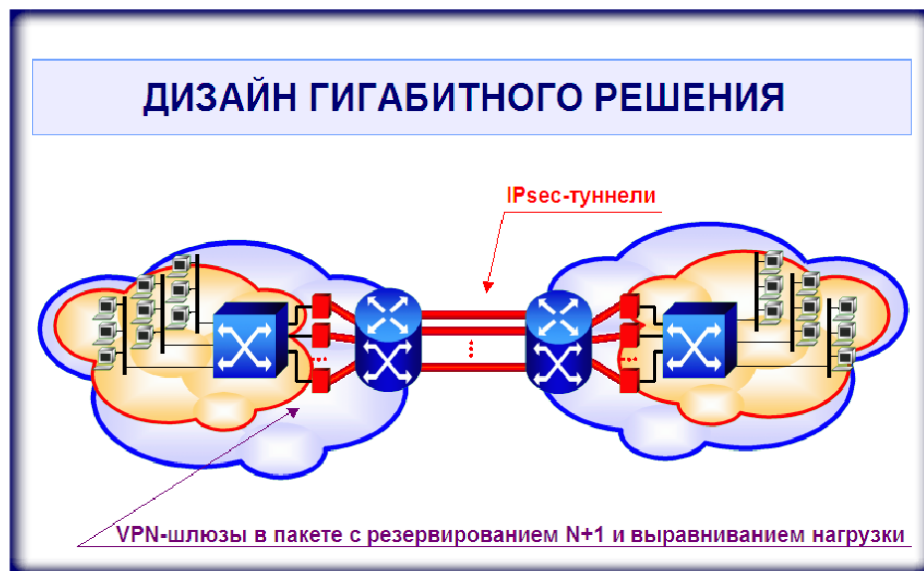 ДИЗАЙН ГИГАБИТНОГО РЕШЕНИЯ
IPsec-туннели
VPN-шлюзы в пакете с резервированием N+1 и выравниванием нагрузки